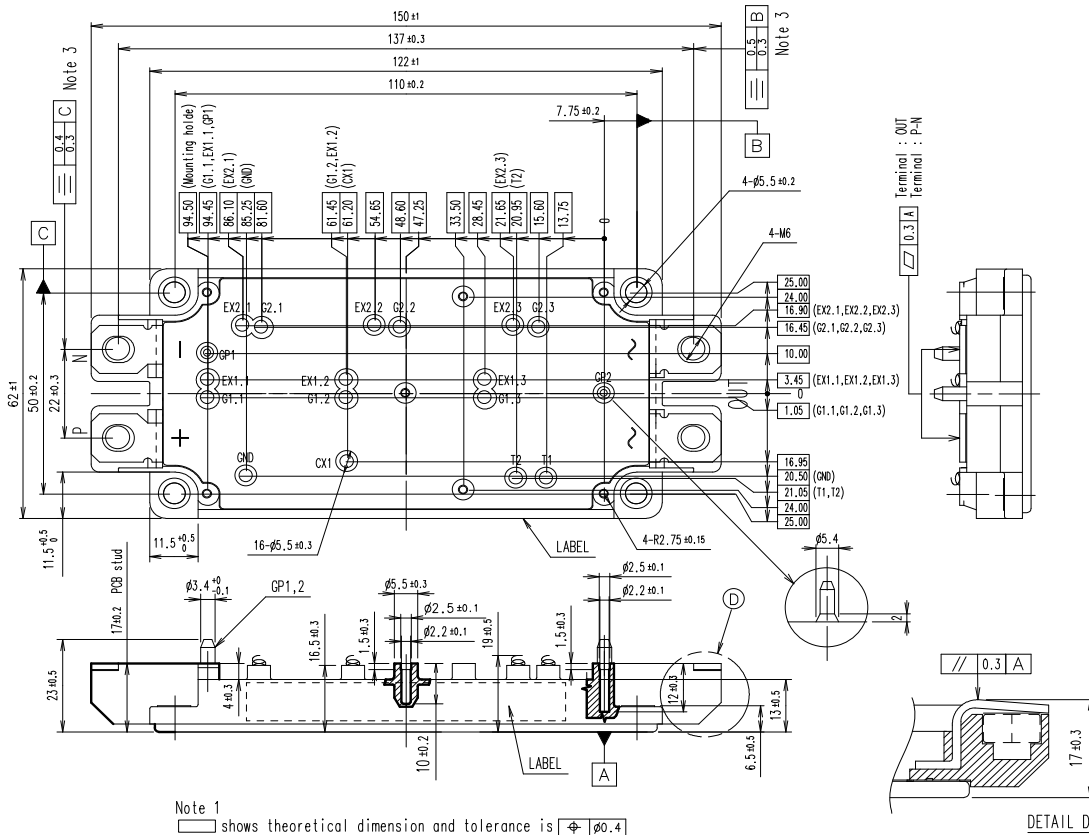 150 ±1
137 ±0.3
122 ±1
110 ±0.2
7.75 ±0.2
0.4
0.3
C
Note 3
0.5
0.3
B
Note 3
B
C
94.50 (Mounting holde)
94.45 (G1.1,EX1.1,GP1)
86.10 (EX2.1)
85.25 (GND)
81.60
61.45 (G1.2,EX1.2)
61.20 (CX1)
54.65
48.60
47.25
33.50
28.45
21.65 (EX2.3)
20.95 (T2)
15.60
13.75
0
4-ø5.5 ±0.2
4-M6
25.00
24.00
16.90 (EX2.1,EX2.2,EX2.3)
16.45 (G2.1,G2.2,G2.3)
10.00
3.45 (EX1.1,EX1.2,EX1.3)
0
1.05 (G1.1,G1.2,G1.3)
16.95
20.50 (GND)
21.05 (T1,T2)
24.00
25.00
0.3 A
Terminal : OUT
Terminal : P-N
62 ±1
50 ±0.2
22 ±0.3
N
P
−
+
~
~
OUT
EX2.1
G2.1
EX2.2
G2.2
EX2.3
G2.3
GP1
EX1.1
G1.1
EX1.2
G1.2
EX1.3
G1.3
GP2
GND
CX1
T2
T1
11.5 +0.5 0
11.5 +0.5 0
16-ø5.5 ±0.3
LABEL
4-R2.75 ±0.15
ø5.4
2
17±0.2 PCB stud
ø3.4 +0 -0.1
GP1,2
23 ±0.5
4 ±0.3
16.5 ±0.3
1.5 ±0.3
ø5.5 ±0.3
ø2.5 ±0.1
ø2.2 ±0.1
10 ±0.2
19 ±0.5
1.5 ±0.3
ø2.5 ±0.1
ø2.2 ±0.1
12 ±0.3
D
13 ±0.5
6.5 ±0.5
LABEL
A
// 0.3 A
17 ±0.3
DETAIL D
Note 1
shows theoretical dimension and tolerance is ⌖ ø0.4